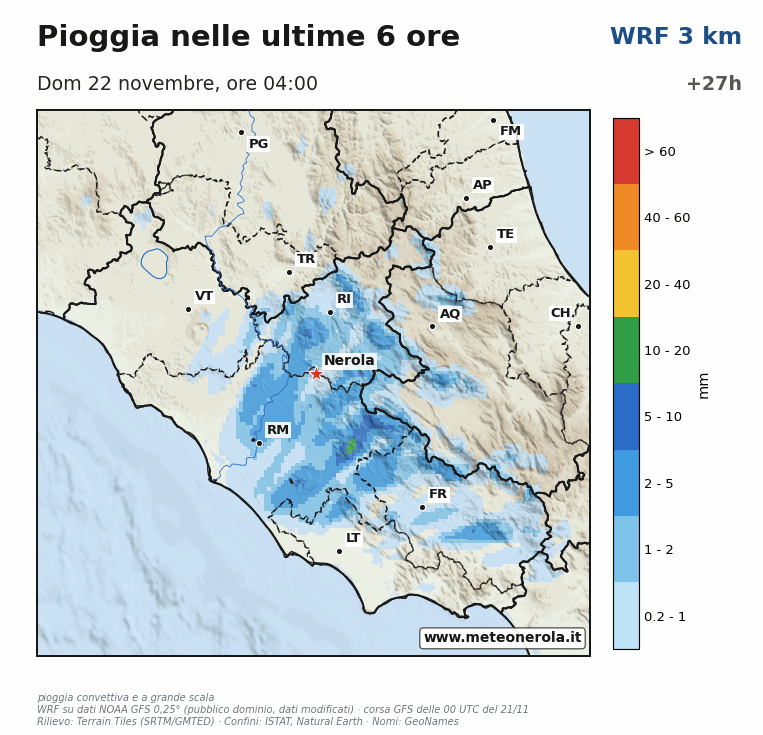 Pioggia nelle ultime 6 ore
WRF 3 km
Dom 22 novembre, ore 04:00
+27h
FM
PG
AP
TE
TR
VT
RI
AQ
CH
Nerola
RM
FR
LT
www.meteonerola.it
> 60
40 - 60
20 - 40
10 - 20
5 - 10
2 - 5
1 - 2
0.2 - 1
mm
pioggia convettiva e a grande scala
WRF su dati NOAA GFS 0,25° (pubblico dominio, dati modificati) · corsa GFS delle 00 UTC del 21/11
Rilievo: Terrain Tiles (SRTM/GMTED) · Confini: ISTAT, Natural Earth · Nomi: GeoNames